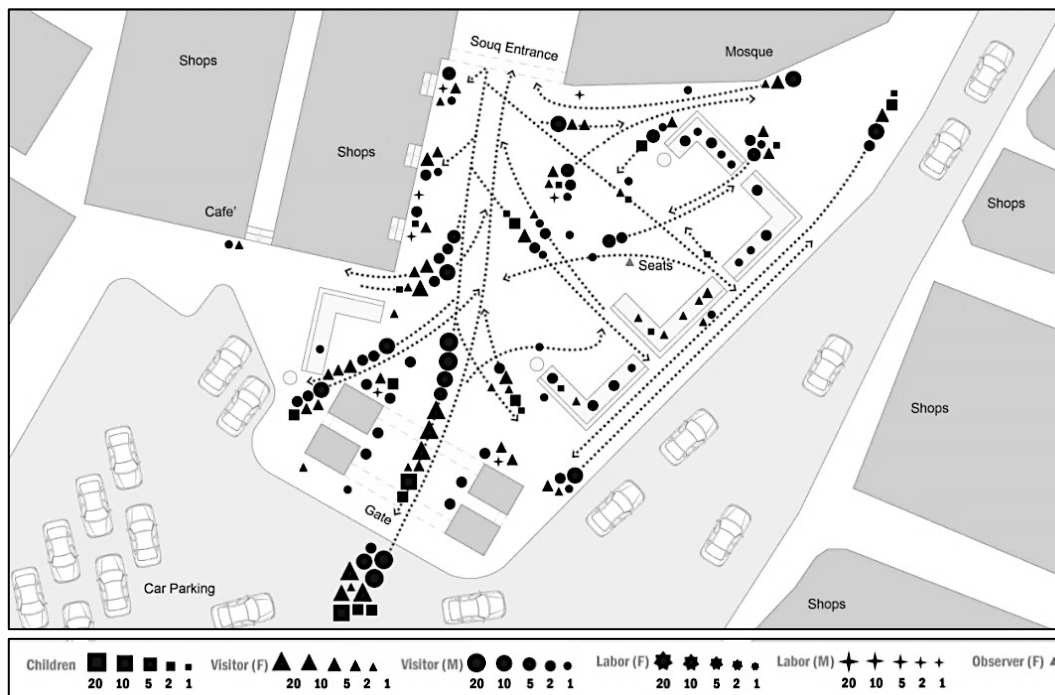 Souq Entrance
Mosque
Shops
Shops
Cafe'
Shops
Seats
Shops
Gate
Car Parking
Shops
Children 20 10 5 2 1 Visitor (F) 20 10 5 2 1 Visitor (M) 20 10 5 2 1 Labor (F) 20 10 5 2 1 Labor (M) 20 10 5 2 1 Observer (F)